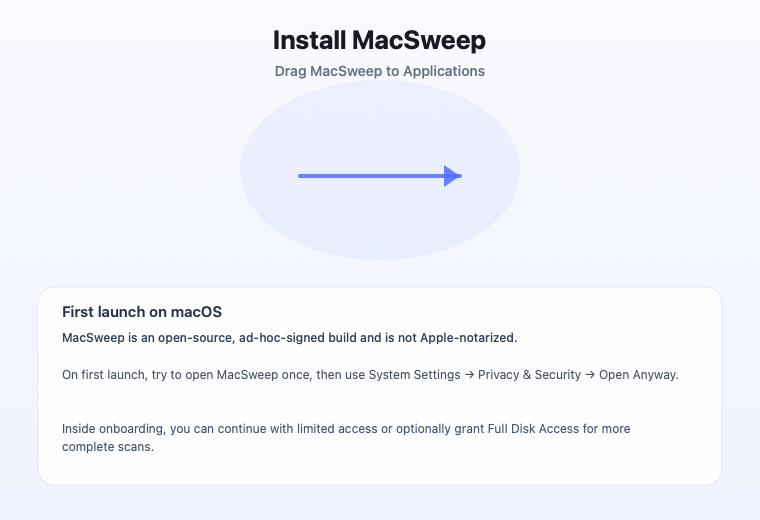 Install MacSweep
Drag MacSweep to Applications
First launch on macOS
MacSweep is an open-source, ad-hoc-signed build and is not Apple-notarized.
On first launch, try to open MacSweep once, then use System Settings → Privacy & Security → Open Anyway.
Inside onboarding, you can continue with limited access or optionally grant Full Disk Access for more
complete scans.